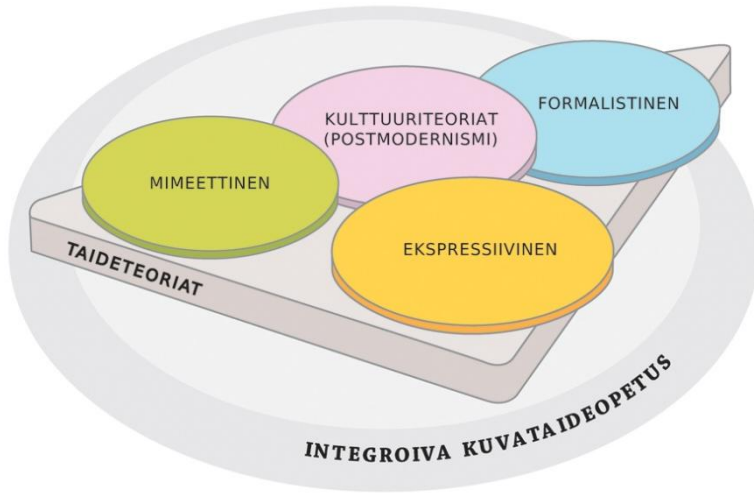 FORMALISTINEN
KULTTUURITEORIAT
(POSTMODERNISMI)
MIMEETTINEN
EKSPRESSIIVINEN
TAIDETEORIAT
INTEGROIVA KUVATAIDEOPETUS